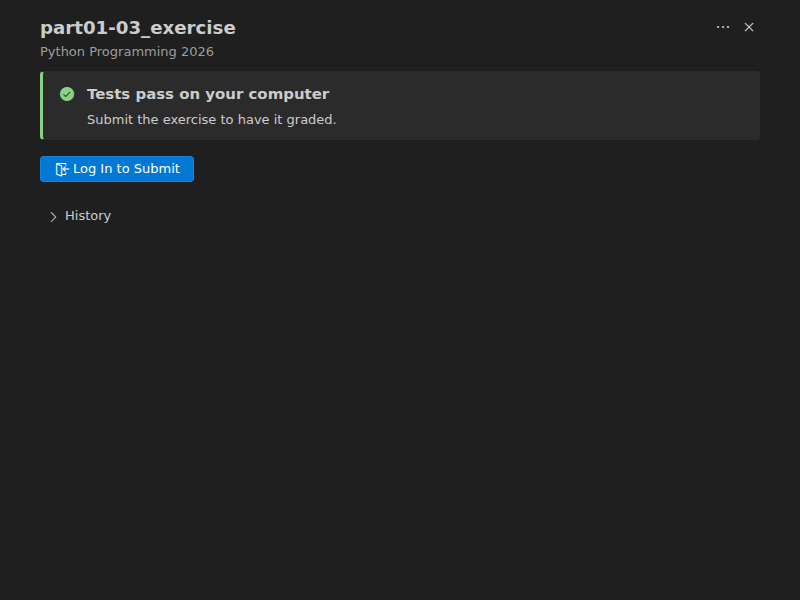 part01-03_exercise
Python Programming 2026
Tests pass on your computer
Submit the exercise to have it graded.
Log In to Submit
History